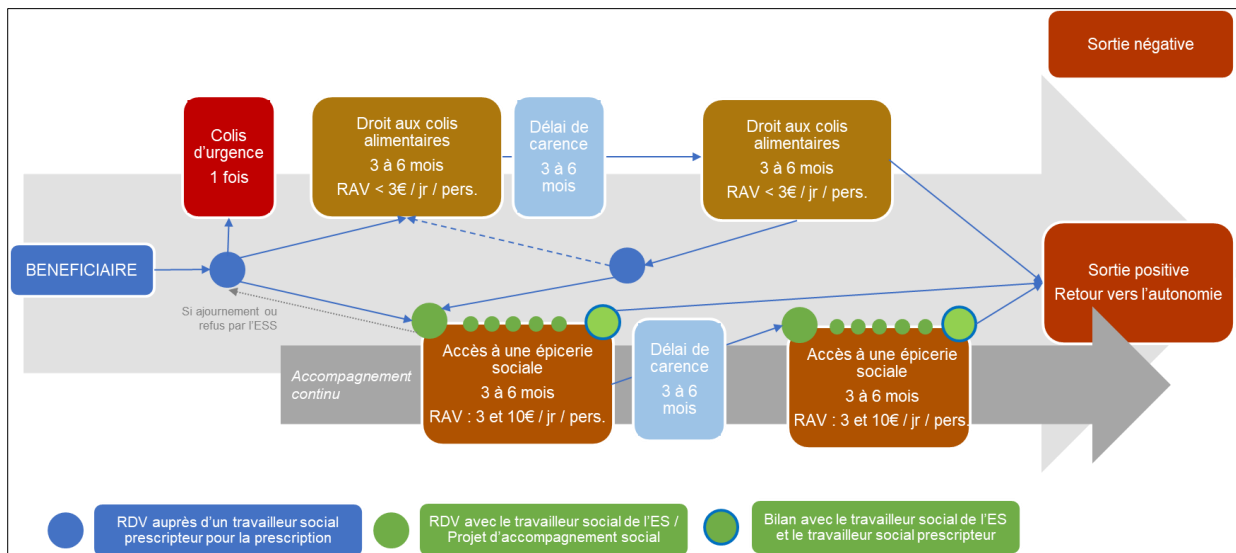 Sortie négative
Colis
d'urgence
1 fois
Droit aux colis
alimentaires
3 à 6 mois
RAV < 3€ / jr / pers.
Délai de
carence
3 à 6
mois
Droit aux colis
alimentaires
3 à 6 mois
RAV < 3€ / jr / pers.
BENEFICIAIRE
Sortie positive
Retour vers l'autonomie
Si ajournement ou
refus par l'ESS
Accompagnement
continu
Accès à une épicerie
sociale
3 à 6 mois
RAV : 3 et 10€ / jr / pers.
Délai de
carence
3 à 6
mois
Accès à une épicerie
sociale
3 à 6 mois
RAV : 3 et 10€ / jr / pers.
RDV auprès d'un travailleur social
prescripteur pour la prescription
RDV avec le travailleur social de l'ES /
Projet d'accompagnement social
Bilan avec le travailleur social de l'ES
et le travailleur social prescripteur